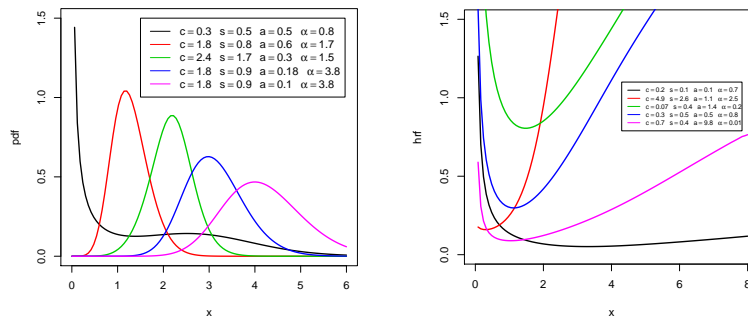 c = 0.3 s = 0.5 a = 0.5 α = 0.8
c = 1.8 s = 0.8 a = 0.6 α = 1.7
c = 2.4 s = 1.7 a = 0.3 α = 1.5
c = 1.8 s = 0.9 a = 0.18 α = 3.8
c = 1.8 s = 0.9 a = 0.1 α = 3.8
pdf
1.5
1.0
0.5
0.0
0 1 2 3 4 5 6
x
c = 0.2 s = 0.1 a = 0.1 α = 0.7
c = 4.9 s = 2.6 a = 1.1 α = 2.5
c = 0.07 s = 0.4 a = 1.4 α = 0.2
c = 0.3 s = 0.5 a = 0.5 α = 0.8
c = 0.7 s = 0.4 a = 9.8 α = 0.01
hrf
1.5
1.0
0.5
0.0
0 2 4 6 8
x